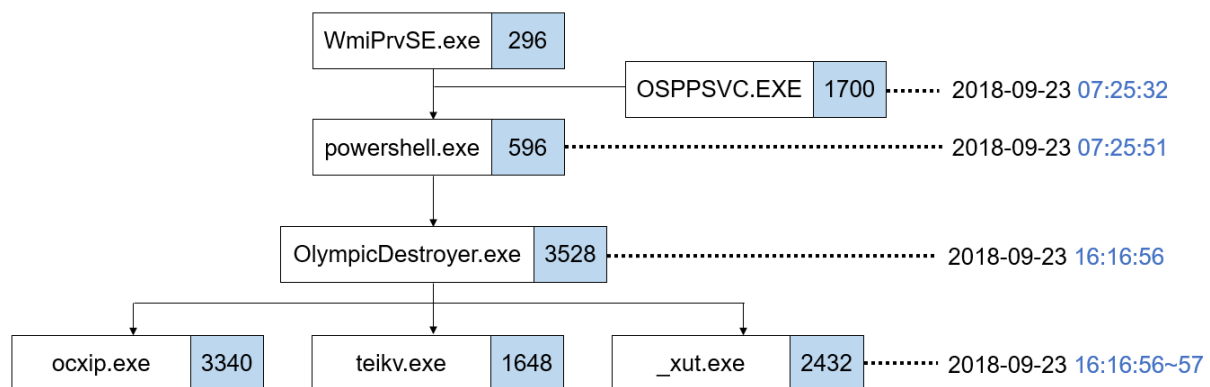 WmiPrvSE.exe 296
OSPPSVC.EXE 1700 2018-09-23 07:25:32
powershell.exe 596 2018-09-23 07:25:51
OlympicDestroyer.exe 3528 2018-09-23 16:16:56
ocxip.exe 3340 teikv.exe 1648 _xut.exe 2432 2018-09-23 16:16:56~57